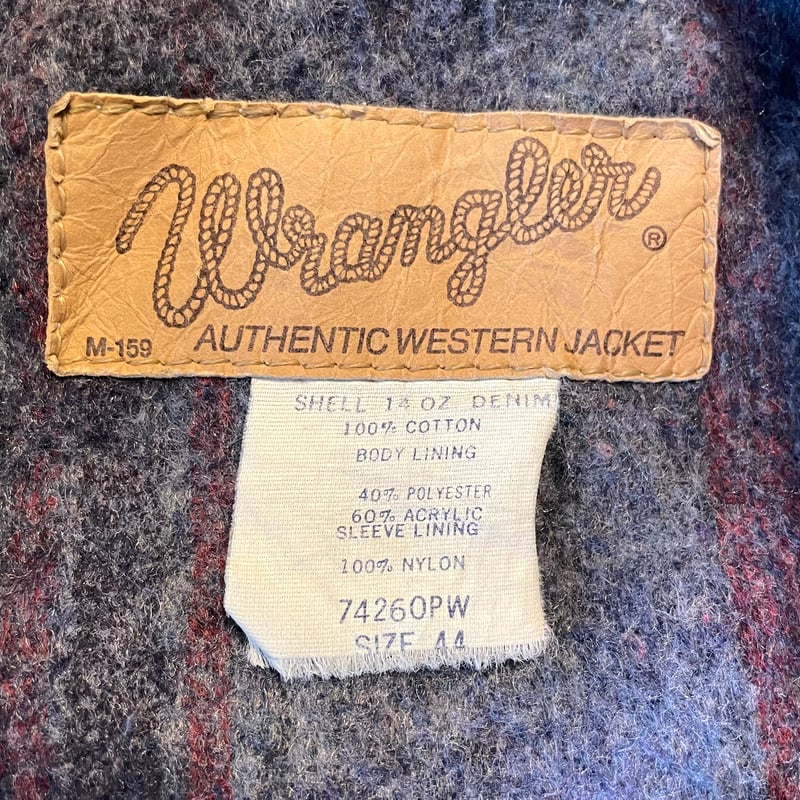 Wrangler ®
M-159 AUTHENTIC WESTERN JACKET
SHELL 14 OZ DENIM
100% COTTON
BODY LINING
40% POLYESTER
60% ACRYLIC
SLEEVE LINING
100% NYLON
74260PW
SIZE 44